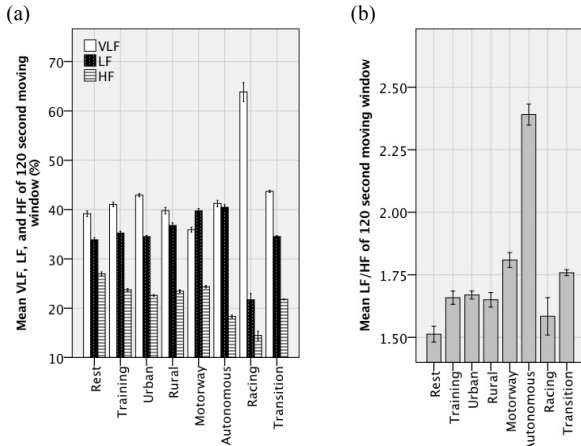 (a)
Mean VLF, LF, and HF of 120 second moving
window (%)
70
60
50
40
30
20
10
VLF
LF
HF
Rest
Training
Urban
Rural
Motorway
Autonomous
Racing
Transition
(b)
Mean LF/HF of 120 second moving window
2.50
2.25
2.00
1.75
1.50
Rest
Training
Urban
Rural
Motorway
Autonomous
Racing
Transition